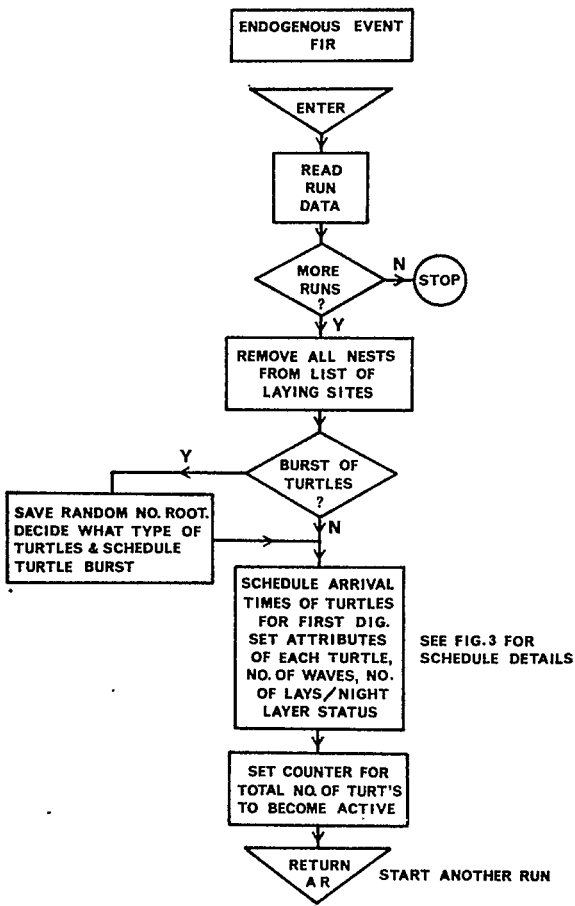 ENDOGENOUS EVENT
FIR
ENTER
READ
RUN
DATA
MORE
RUNS
?
N
STOP
Y
REMOVE ALL NESTS
FROM LIST OF
LAYING SITES
BURST OF
TURTLES
?
Y
N
SAVE RANDOM NO. ROOT.
DECIDE WHAT TYPE OF
TURTLES & SCHEDULE
TURTLE BURST
SCHEDULE ARRIVAL
TIMES OF TURTLES
FOR FIRST DIG.
SET ATTRIBUTES
OF EACH TURTLE,
NO. OF WAVES, NO.
OF LAYS/NIGHT
LAYER STATUS
SEE FIG.3 FOR
SCHEDULE DETAILS
SET COUNTER FOR
TOTAL NO. OF TURT'S
TO BECOME ACTIVE
RETURN
AR
START ANOTHER RUN